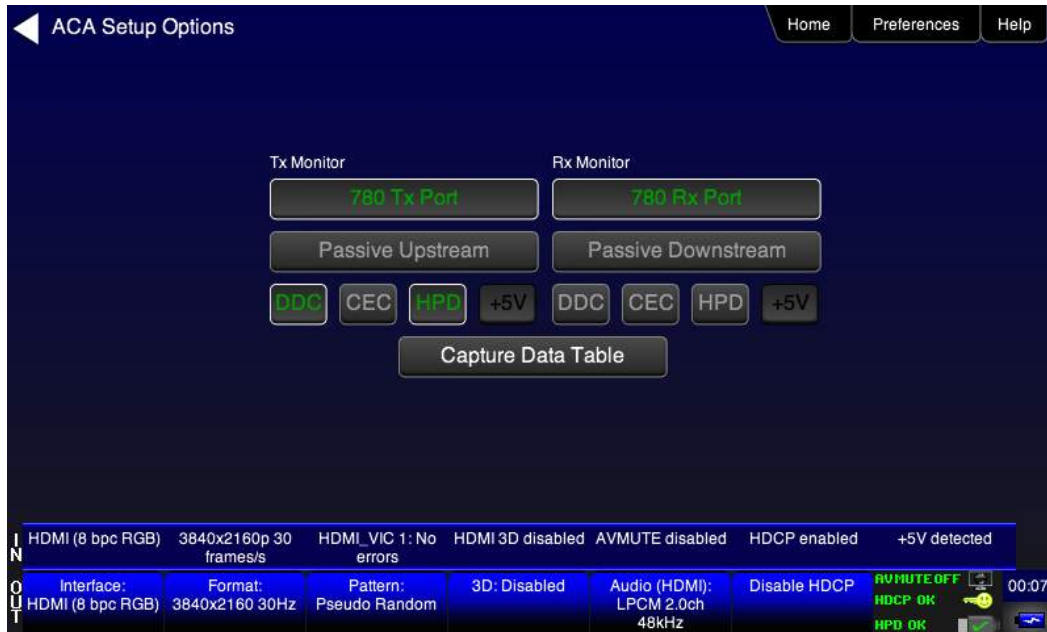 ACA Setup Options
Home Preferences Help
Tx Monitor Rx Monitor
780 Tx Port 780 Rx Port
Passive Upstream Passive Downstream
DDC CEC HPD +5V DDC CEC HPD +5V
Capture Data Table
IN
HDMI (8 bpc RGB)
3840x2160p 30
frames/s
HDMI_VIC 1: No
errors
HDMI 3D disabled
AVMUTE disabled
HDCP enabled
+5V detected
OUT
Interface:
HDMI (8 bpc RGB)
Format:
3840x2160 30Hz
Pattern:
Pseudo Random
3D: Disabled
Audio (HDMI):
LPCM 2.0ch
48kHz
Disable HDCP
AVMUTE OFF
HDCP OK
HPD OK
00:07